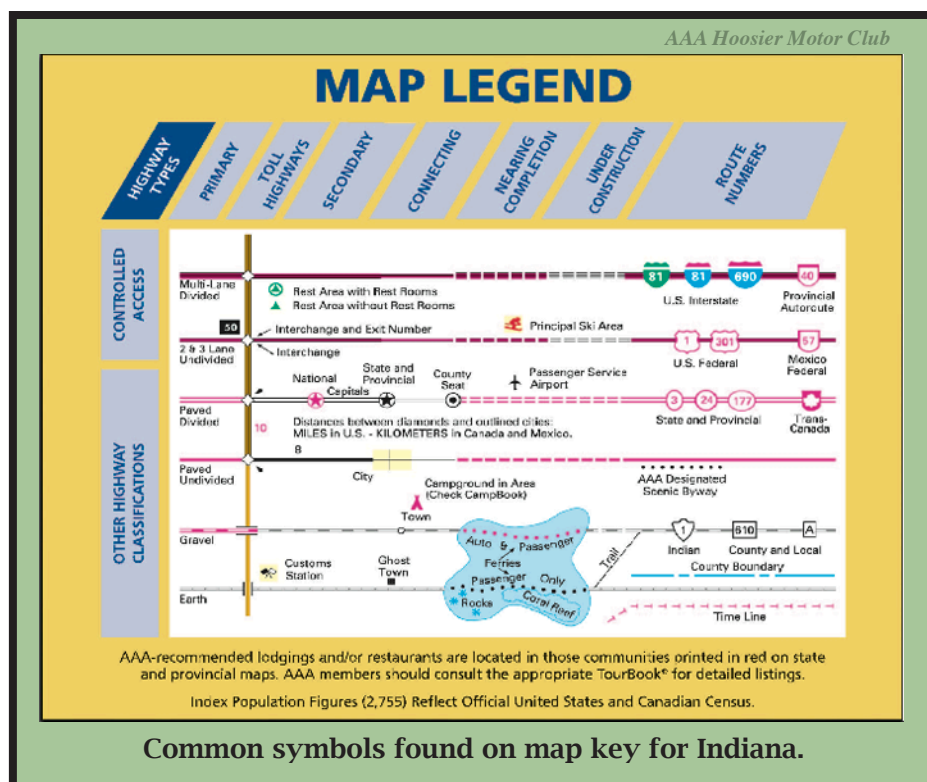 AAA Hoosier Motor Club
MAP LEGEND
HIGHWAY
TYPES
PRIMARY
TOLL
HIGHWAYS
SECONDARY
CONNECTING
NEARING
COMPLETION
UNDER
CONSTRUCTION
ROUTE
NUMBERS
CONTROLLED
ACCESS
Multi-Lane
Divided
Rest Area with Rest Rooms
Rest Area without Rest Rooms
81 81 690 40
U.S. Interstate
Provincial
Autoroute
50
Interchange and Exit Number
Principal Ski Area
2 & 3 Lane
Undivided
Interchange
1 301 57
U.S. Federal
Mexico
Federal
OTHER HIGHWAY
CLASSIFICATIONS
National
State and
Provincial
Capitals
County
Seat
Passenger Service
Airport
Paved
Divided
3 24 177
State and Provincial
Trans-
Canada
10
Distances between diamonds and outlined cities:
MILES in U.S. - KILOMETERS in Canada and Mexico.
8
Paved
Undivided
City
AAA Designated
Scenic Byway
Campground in Area
(Check CampBook)
Town
Gravel
Auto & Passenger
Ferries
Passenger Only
Trail
1 610 A
Indian
County and Local
County Boundary
Customs
Station
Ghost
Town
Earth
Rocks
Coral Reef
Time Line
AAA-recommended lodgings and/or restaurants are located in those communities printed in red on state
and provincial maps. AAA members should consult the appropriate TourBook® for detailed listings.
Index Population Figures (2,755) Reflect Official United States and Canadian Census.
Common symbols found on map key for Indiana.